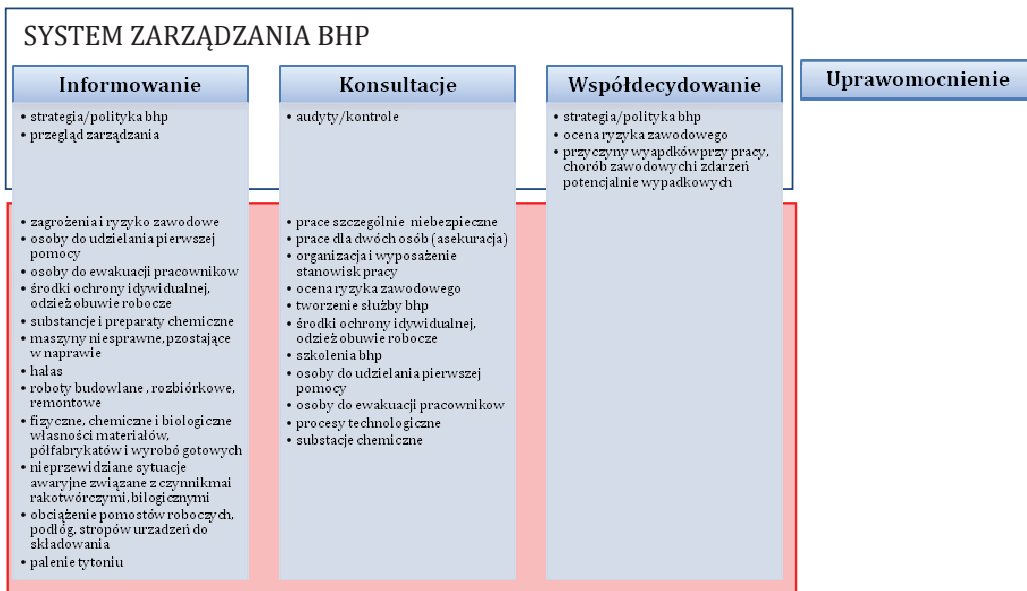 SYSTEM ZARZĄDZANIA BHP
Informowanie
• strategia/polityka bhp
• przegląd zarządzania
• zagrożenia i ryzyko zawodowe
• osoby do udzielania pierwszej
pomocy
• osoby do ewakuacji pracownikow
• środki ochrony idywidualnej,
odzież obuwie robocze
• substancje i preparaty chemiczne
• maszyny niesprawne, pzostające
w naprawie
• hałas
• roboty budowlane , rozbiórkowe,
remontowe
• fizyczne, chemiczne i biologiczne
własności materiałów,
półfabrykatów i wyrobó gotowych
• nieprzewidziane sytuacje
awaryjne związane z czynnikmai
rakotwórczymi, bilogicznymi
• obciążenie pomostów roboczych,
podłóg, stropów urzadzeń do
składowania
• palenie tytoniu
Konsultacje
• audyty/kontrole
• prace szczególnie niebezpieczne
• prace dla dwóch osób ( asekuracja)
• organizacja i wyposażenie
stanowisk pracy
• ocena ryzyka zawodowego
• tworzenie służby bhp
• środki ochrony idywidualnej,
odzież obuwie robocze
• szkolenia bhp
• osoby do udzielania pierwszej
pomocy
• osoby do ewakuacji pracownikow
• procesy technologiczne
• substacje chemiczne
Współdecydowanie
• strategia/polityka bhp
• ocena ryzyka zawodowego
• przyczyny wyapdków przy pracy,
chorób zawodowych i zdarzeń
potencjalnie wypadkowych
Uprawomocnienie